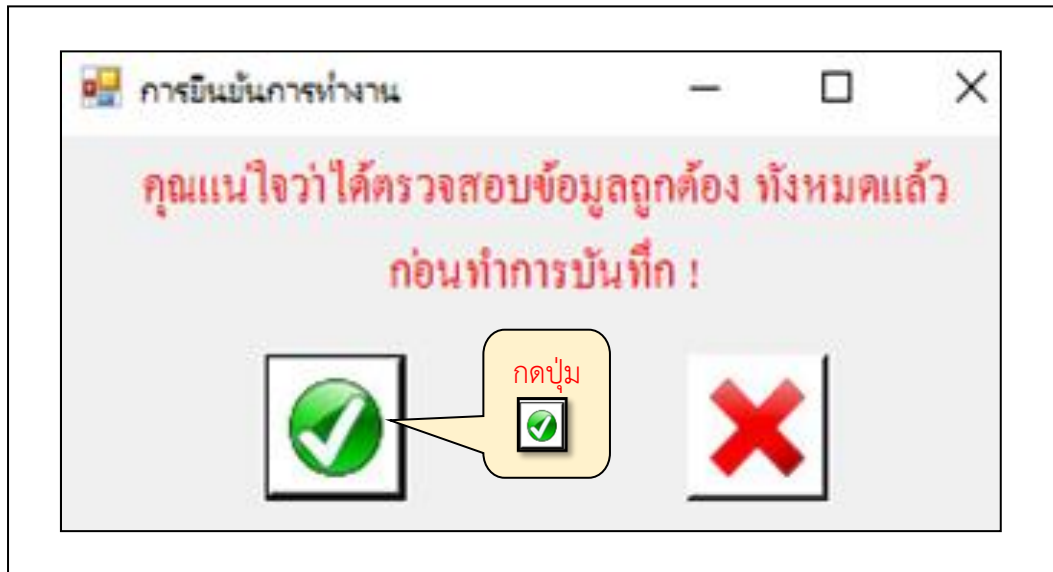 การยืนยันการทำงาน
คุณแน่ใจว่าได้ตรวจสอบข้อมูลถูกต้อง ทั้งหมดแล้ว
ก่อนทำการบันทึก !
กดปุ่ม